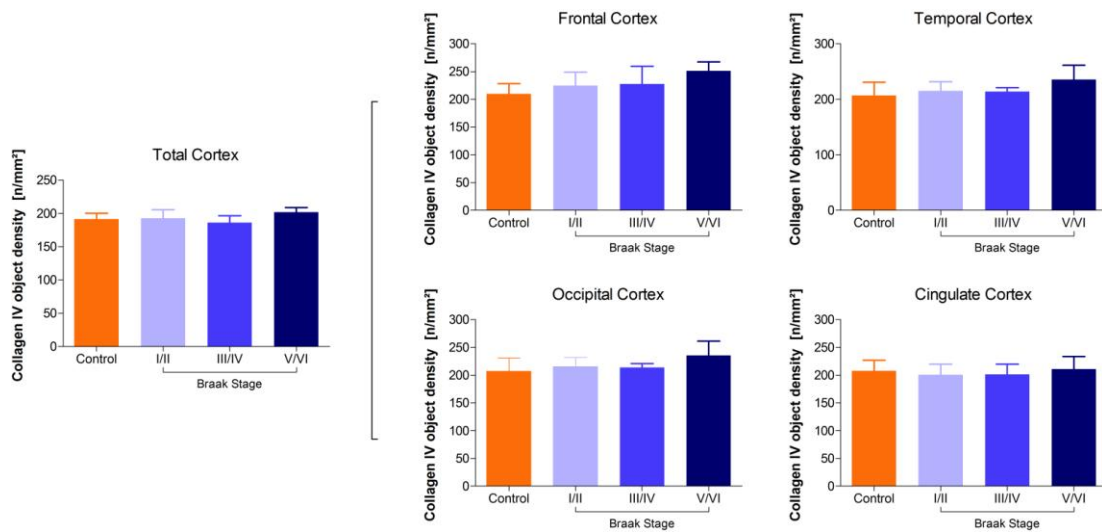 Total Cortex
Collagen IV object density [n/mm²]
250
200
150
100
50
0
Control I/II III/IV V/VI
Braak Stage
Frontal Cortex
Collagen IV object density [n/mm²]
300
250
200
150
100
50
0
Control I/II III/IV V/VI
Braak Stage
Temporal Cortex
Collagen IV object density [n/mm²]
300
200
100
0
Control I/II III/IV V/VI
Braak Stage
Occipital Cortex
Collagen IV object density [n/mm²]
300
250
200
150
100
50
0
Control I/II III/IV V/VI
Braak Stage
Cingulate Cortex
Collagen IV object density [n/mm²]
300
250
200
150
100
50
0
Control I/II III/IV V/VI
Braak Stage